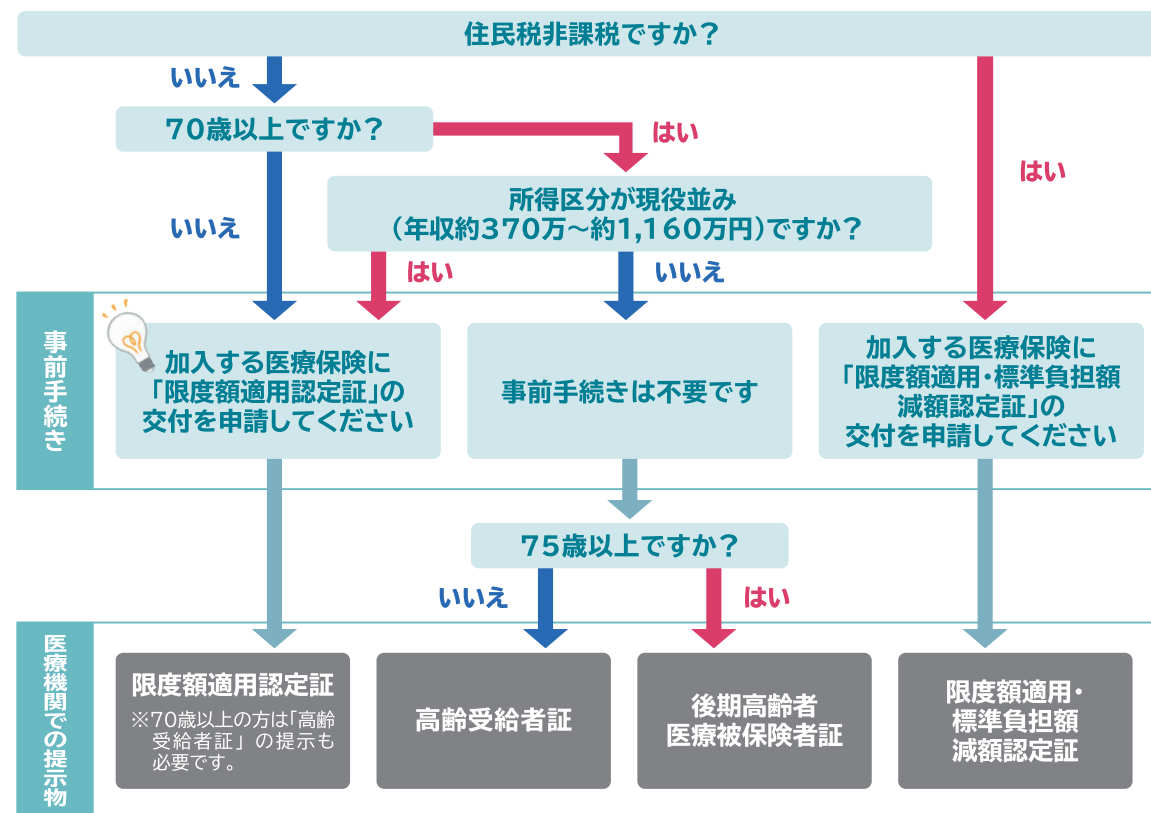 住民税非課税ですか？
いいえ
70歳以上ですか？
はい
はい
所得区分が現役並み
（年収約370万～約1,160万円）ですか？
いいえ
はい
いいえ
事前手続き
加入する医療保険に
「限度額適用認定証」の
交付を申請してください
事前手続きは不要です
加入する医療保険に
「限度額適用・標準負担額
減額認定証」の
交付を申請してください
75歳以上ですか？
いいえ
はい
医療機関での提示物
限度額適用認定証
※70歳以上の方は「高齢
受給者証」の提示も
必要です。
高齢受給者証
後期高齢者
医療被保険者証
限度額適用・
標準負担額
減額認定証